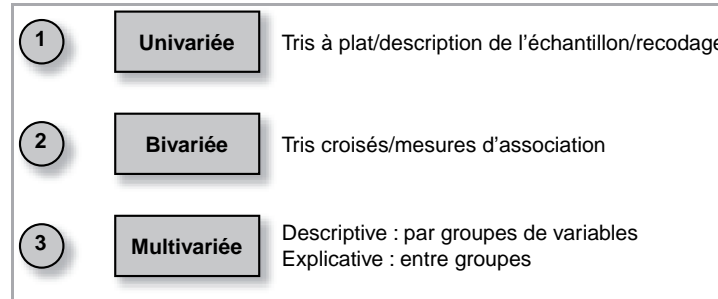 1
Univariée
Tris à plat/description de l'échantillon/recodage
2
Bivariée
Tris croisés/mesures d'association
3
Multivariée
Descriptive : par groupes de variables
Explicative : entre groupes